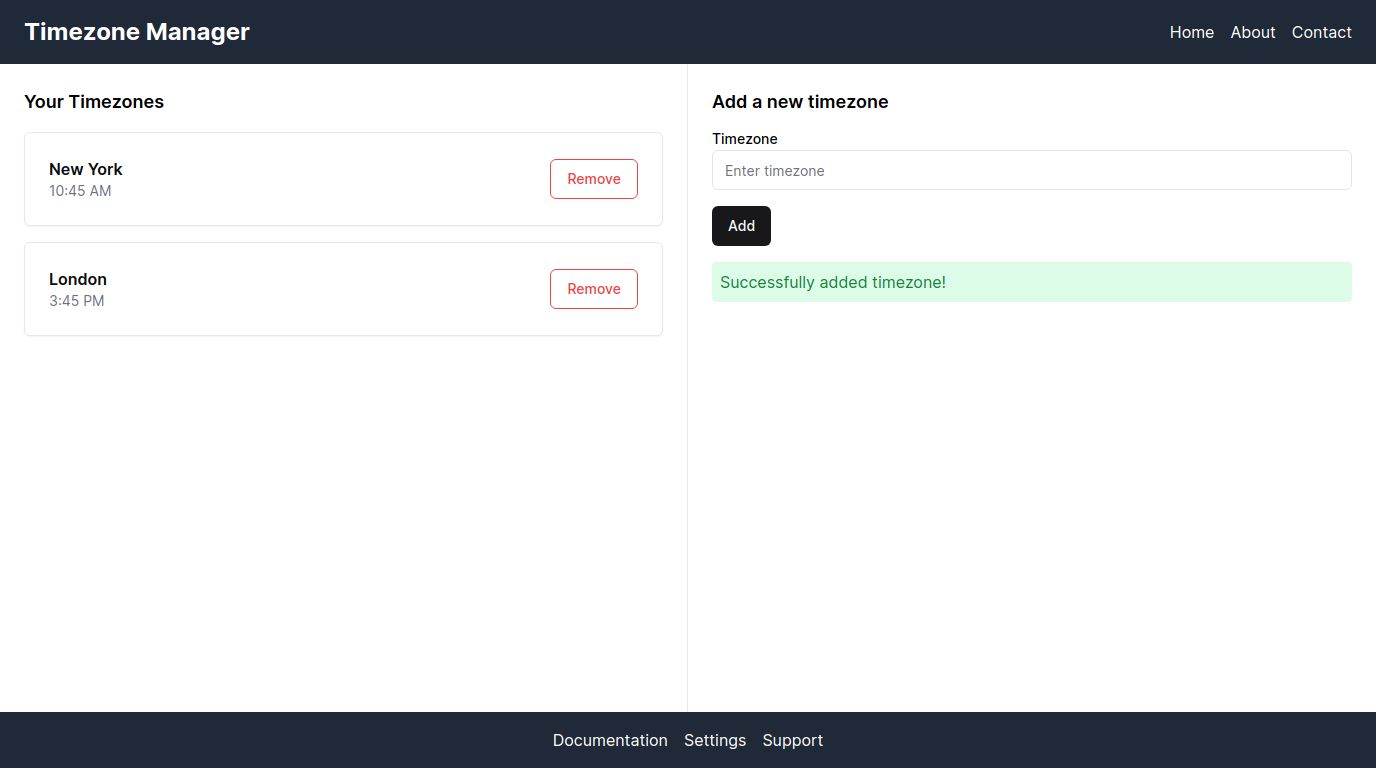 Timezone Manager
Home About Contact
Your Timezones
New York
10:45 AM
Remove
London
3:45 PM
Remove
Add a new timezone
Timezone
Enter timezone
Add
Successfully added timezone!
Documentation Settings Support